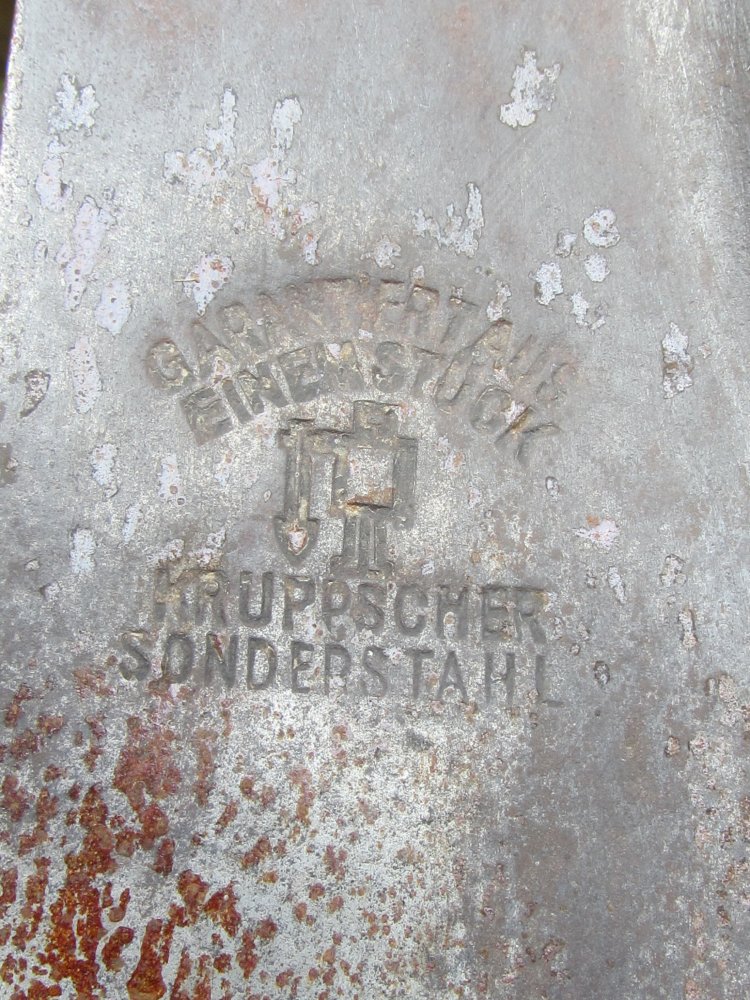 GARANTIERT AUS
EINEM STÜCK
KRUPPSCHER
SONDERSTAHL